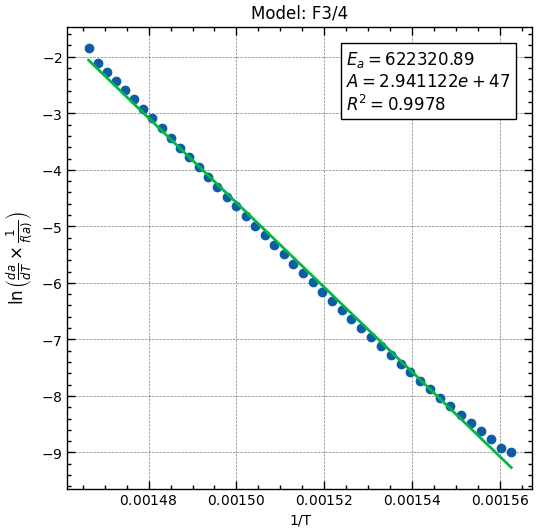 Model: F3/4
E_a = 622320.89
A = 2.941122e + 47
R^2 = 0.9978
ln(da/dT × 1/f(a))
−2
−3
−4
−5
−6
−7
−8
−9
0.00148 0.00150 0.00152 0.00154 0.00156
1/T